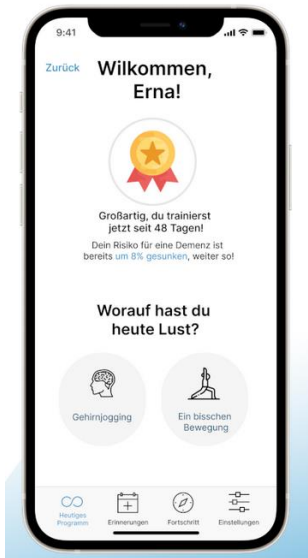 9:41
Zurück
Wilkommen,
Erna!
Großartig, du trainierst
jetzt seit 48 Tagen!
Dein Risiko für eine Demenz ist
bereits um 8% gesunken, weiter so!
Worauf hast du
heute Lust?
Gehirnjogging
Ein bisschen
Bewegung
Heutiges
Programm
Erinnerungen
Fortschritt
Einstellungen